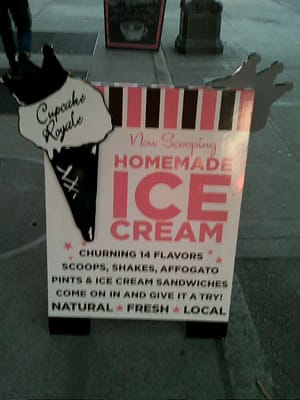 Cupcake
Royale
Now Scooping
HOMEMADE
ICE
CREAM
CHURNING 14 FLAVORS
SCOOPS, SHAKES, AFFOGATO
PINTS & ICE CREAM SANDWICHES
COME ON IN AND GIVE IT A TRY!
NATURAL ★ FRESH ★ LOCAL